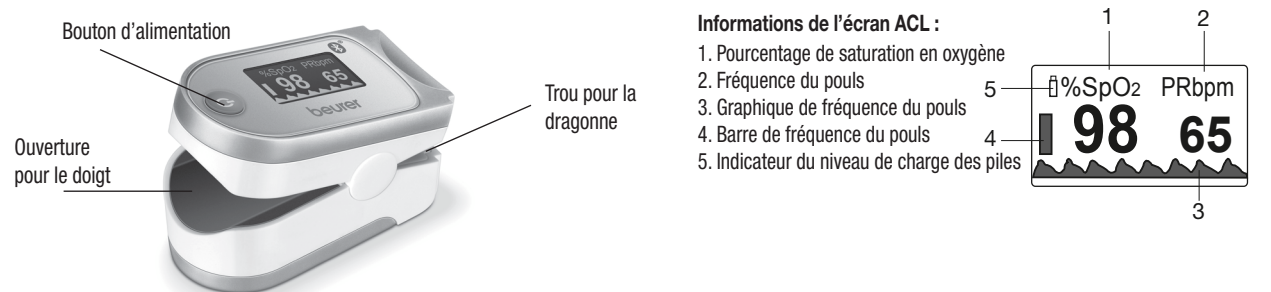 Bouton d'alimentation
%SpO2 PRbpm
98 65
beurer
Trou pour la
dragonne
Ouverture
pour le doigt
Informations de l'écran ACL :
1. Pourcentage de saturation en oxygène
2. Fréquence du pouls
3. Graphique de fréquence du pouls
4. Barre de fréquence du pouls
5. Indicateur du niveau de charge des piles
1 2
5 %SpO2 PRbpm
4 98 65
3